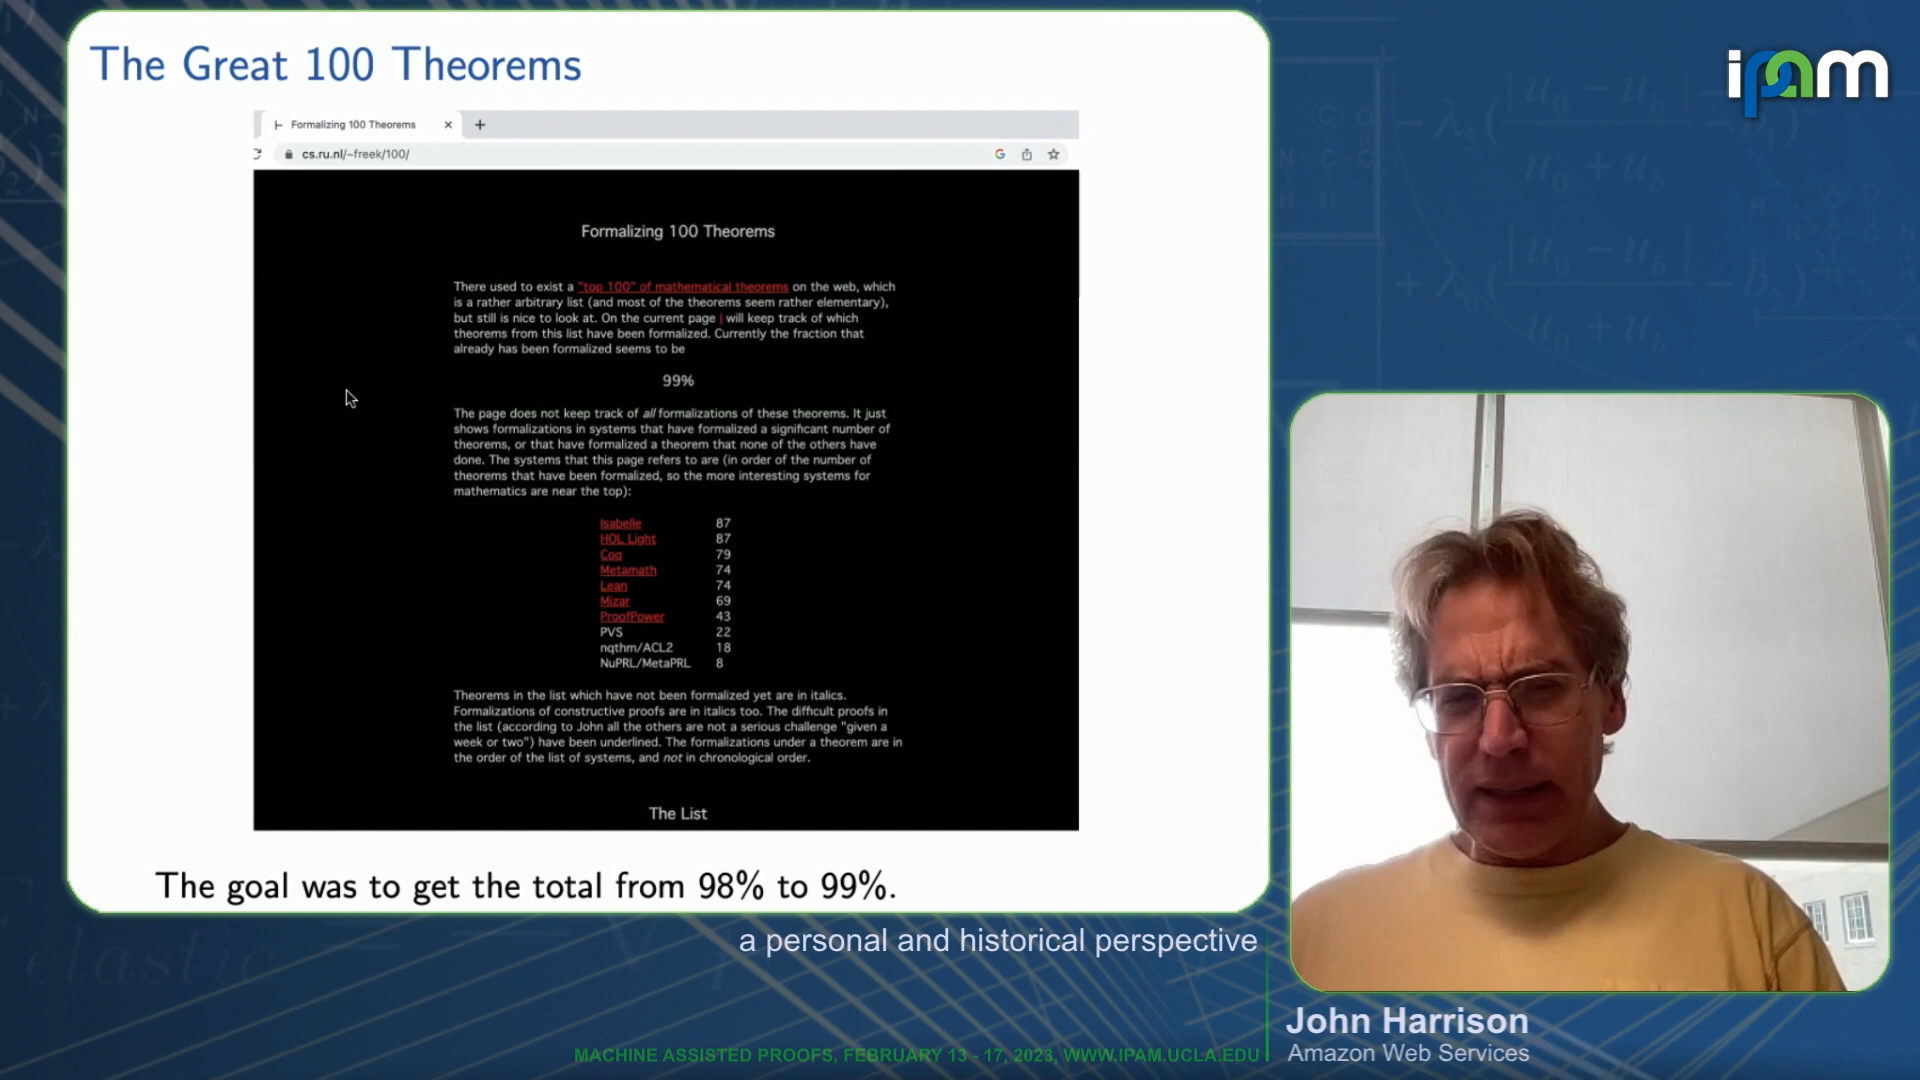 The Great 100 Theorems
ipam
Formalizing 100 Theorems
cs.ru.nl/~freek/100/
Formalizing 100 Theorems
There used to exist a "top 100" of mathematical theorems on the web, which
is a rather arbitrary list (and most of the theorems seem rather elementary),
but still is nice to look at. On the current page I will keep track of which
theorems from this list have been formalized. Currently the fraction that
already has been formalized seems to be
99%
The page does not keep track of all formalizations of these theorems. It just
shows formalizations in systems that have formalized a significant number of
theorems, or that have formalized a theorem that none of the others have
done. The systems that this page refers to are (in order of the number of
theorems that have been formalized, so the more interesting systems for
mathematics are near the top):
Isabelle 87
HOL Light 87
Coq 79
Metamath 74
Lean 74
Mizar 69
ProofPower 43
PVS 22
nqthm/ACL2 18
NuPRL/MetaPRL 8
Theorems in the list which have not been formalized yet are in italics.
Formalizations of constructive proofs are in italics too. The difficult proofs in
the list (according to John all the others are not a serious challenge "given a
week or two") have been underlined. The formalizations under a theorem are in
the order of the list of systems, and not in chronological order.
The List
The goal was to get the total from 98% to 99%.
a personal and historical perspective
John Harrison
Amazon Web Services
MACHINE ASSISTED PROOFS, FEBRUARY 13 - 17, 2023, WWW.IPAM.UCLA.EDU
elastic